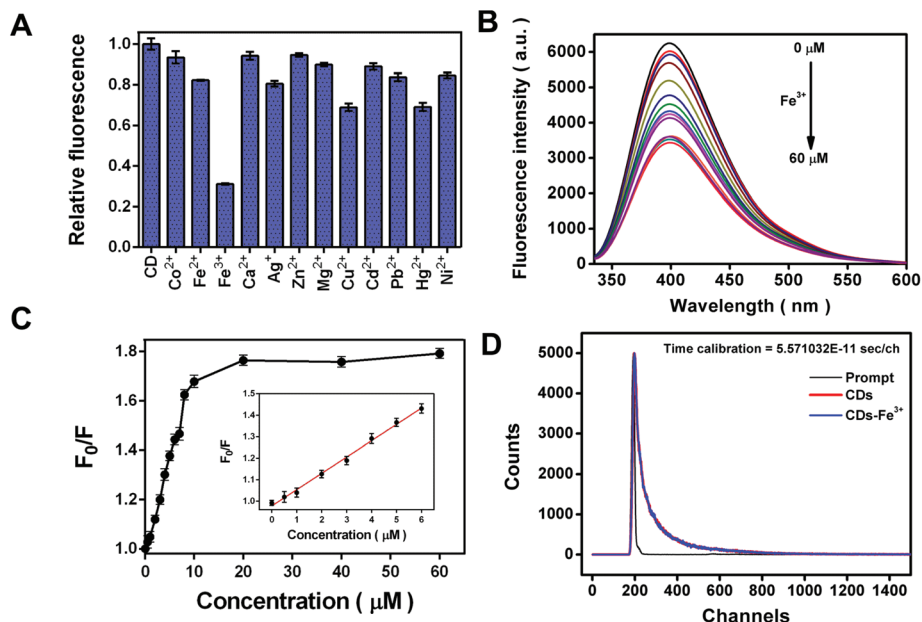 A
Relative fluorescence
1.0
0.8
0.6
0.4
0.2
0.0
CD
Co²⁺
Fe²⁺
Fe³⁺
Ca²⁺
Ag⁺
Zn²⁺
Mg²⁺
Cu²⁺
Cd²⁺
Pb²⁺
Hg²⁺
Ni²⁺
B
Fluorescence intensity ( a.u. )
6000
5000
4000
3000
2000
1000
0
0 μM
Fe³⁺
60 μM
350 400 450 500 550 600
Wavelength ( nm )
C
F₀/F
1.8
1.6
1.4
1.2
1.0
0 10 20 30 40 50 60
Concentration ( μM )
F₀/F
1.5
1.4
1.3
1.2
1.1
1.0
0.9
0 1 2 3 4 5 6
Concentration ( μM )
D
Time calibration = 5.571032E-11 sec/ch
Prompt
CDs
CDs-Fe³⁺
Counts
5000
4000
3000
2000
1000
0
0 200 400 600 800 1000 1200 1400
Channels